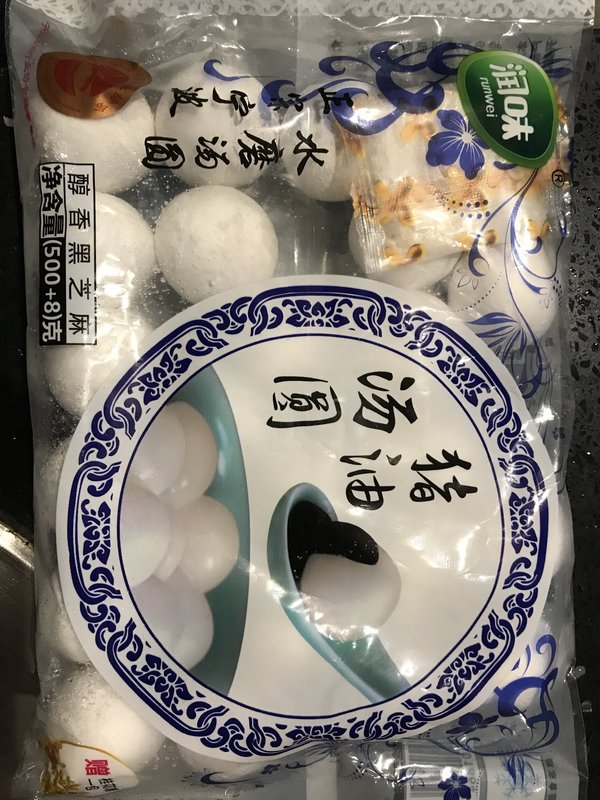 润味
runwei
®
正宗宁波
水磨汤圆
醇香黑芝麻
净含量(500+8)克
猪油
汤圆
赠